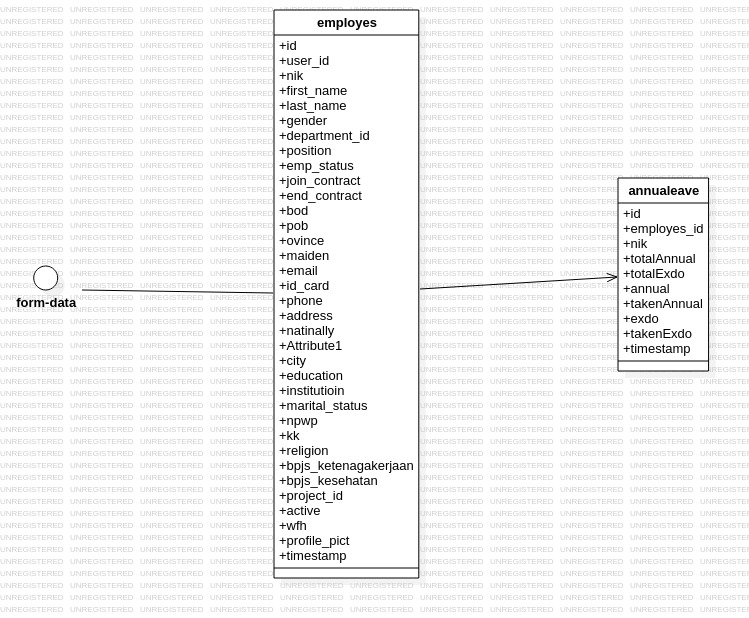 form-data
employes
+id
+user_id
+nik
+first_name
+last_name
+gender
+department_id
+position
+emp_status
+join_contract
+end_contract
+bod
+pob
+ovince
+maiden
+email
+id_card
+phone
+address
+natinally
+Attribute1
+city
+education
+institutioin
+marital_status
+npwp
+kk
+religion
+bpjs_ketenagakerjaan
+bpjs_kesehatan
+project_id
+active
+wfh
+profile_pict
+timestamp
annualeave
+id
+employes_id
+nik
+totalAnnual
+totalExdo
+annual
+takenAnnual
+exdo
+takenExdo
+timestamp
UNREGISTERED